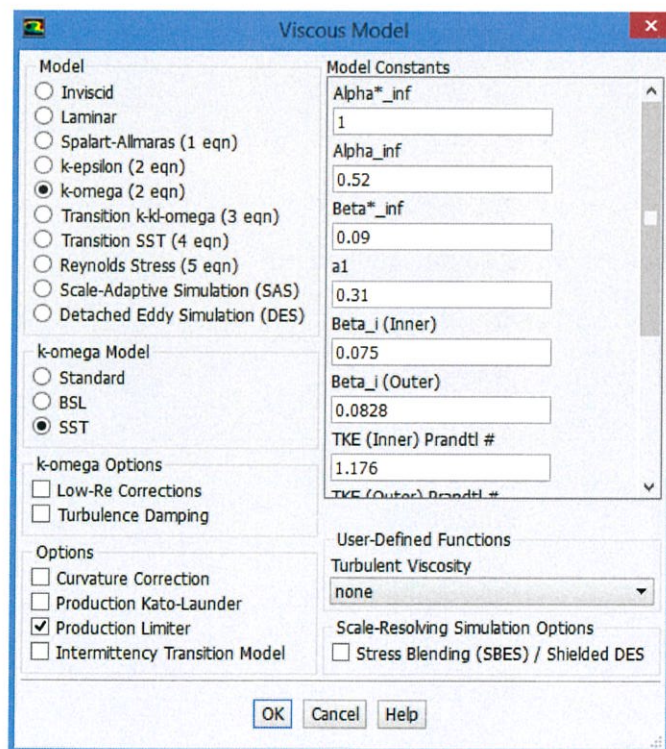 Viscous Model
Model
Inviscid
Laminar
Spalart-Allmaras (1 eqn)
k-epsilon (2 eqn)
k-omega (2 eqn)
Transition k-kl-omega (3 eqn)
Transition SST (4 eqn)
Reynolds Stress (5 eqn)
Scale-Adaptive Simulation (SAS)
Detached Eddy Simulation (DES)
k-omega Model
Standard
BSL
SST
k-omega Options
Low-Re Corrections
Turbulence Damping
Options
Curvature Correction
Production Kato-Launder
Production Limiter
Intermittency Transition Model
Model Constants
Alpha*_inf
1
Alpha_inf
0.52
Beta*_inf
0.09
a1
0.31
Beta_i (Inner)
0.075
Beta_i (Outer)
0.0828
TKE (Inner) Prandtl #
1.176
TKE (Outer) Prandtl #
User-Defined Functions
Turbulent Viscosity
none
Scale-Resolving Simulation Options
Stress Blending (SBES) / Shielded DES
OK Cancel Help